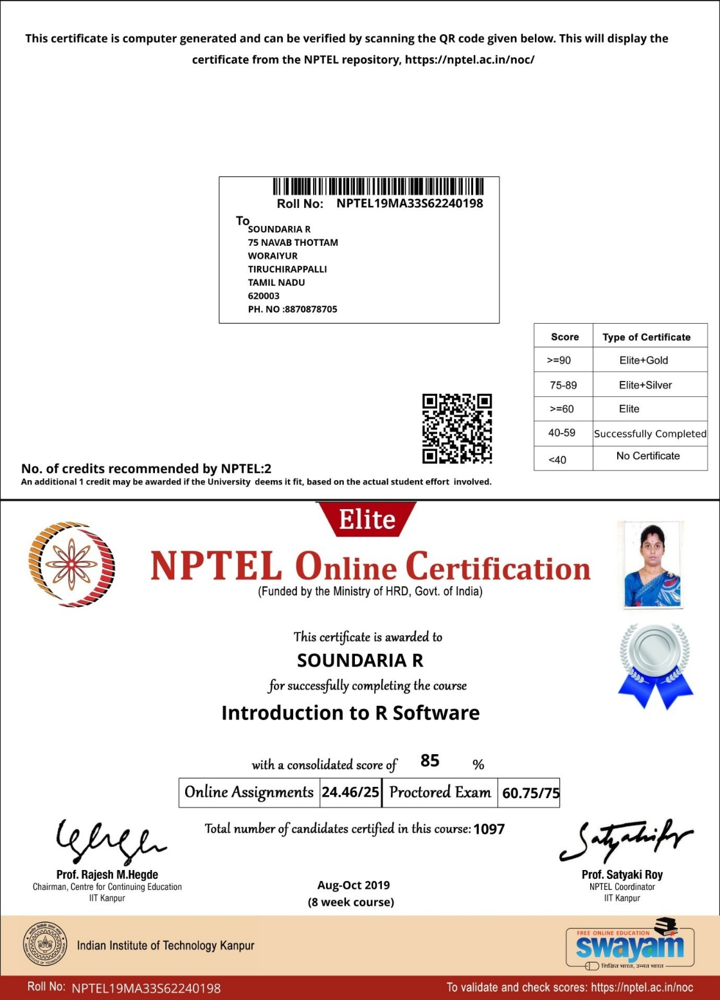 This certificate is computer generated and can be verified by scanning the QR code given below. This will display the
certificate from the NPTEL repository, https://nptel.ac.in/noc/
Roll No: NPTEL19MA33S62240198
To
SOUNDARIA R
75 NAVAB THOTTAM
WORAIYUR
TIRUCHIRAPPALLI
TAMIL NADU
620003
PH. NO :8870878705
Score Type of Certificate
>=90 Elite+Gold
75-89 Elite+Silver
>=60 Elite
40-59 Successfully Completed
<40 No Certificate
No. of credits recommended by NPTEL:2
An additional 1 credit may be awarded if the University deems it fit, based on the actual student effort involved.
Elite
NPTEL Online Certification
(Funded by the Ministry of HRD, Govt. of India)
This certificate is awarded to
SOUNDARIA R
for successfully completing the course
Introduction to R Software
with a consolidated score of 85 %
Online Assignments 24.46/25 Proctored Exam 60.75/75
Total number of candidates certified in this course: 1097
Prof. Rajesh M.Hegde
Chairman, Centre for Continuing Education
IIT Kanpur
Aug-Oct 2019
(8 week course)
Prof. Satyaki Roy
NPTEL Coordinator
IIT Kanpur
Indian Institute of Technology Kanpur
FREE ONLINE EDUCATION
swayam
शिक्षित भारत, उन्नत भारत
Roll No: NPTEL19MA33S62240198
To validate and check scores: https://nptel.ac.in/noc